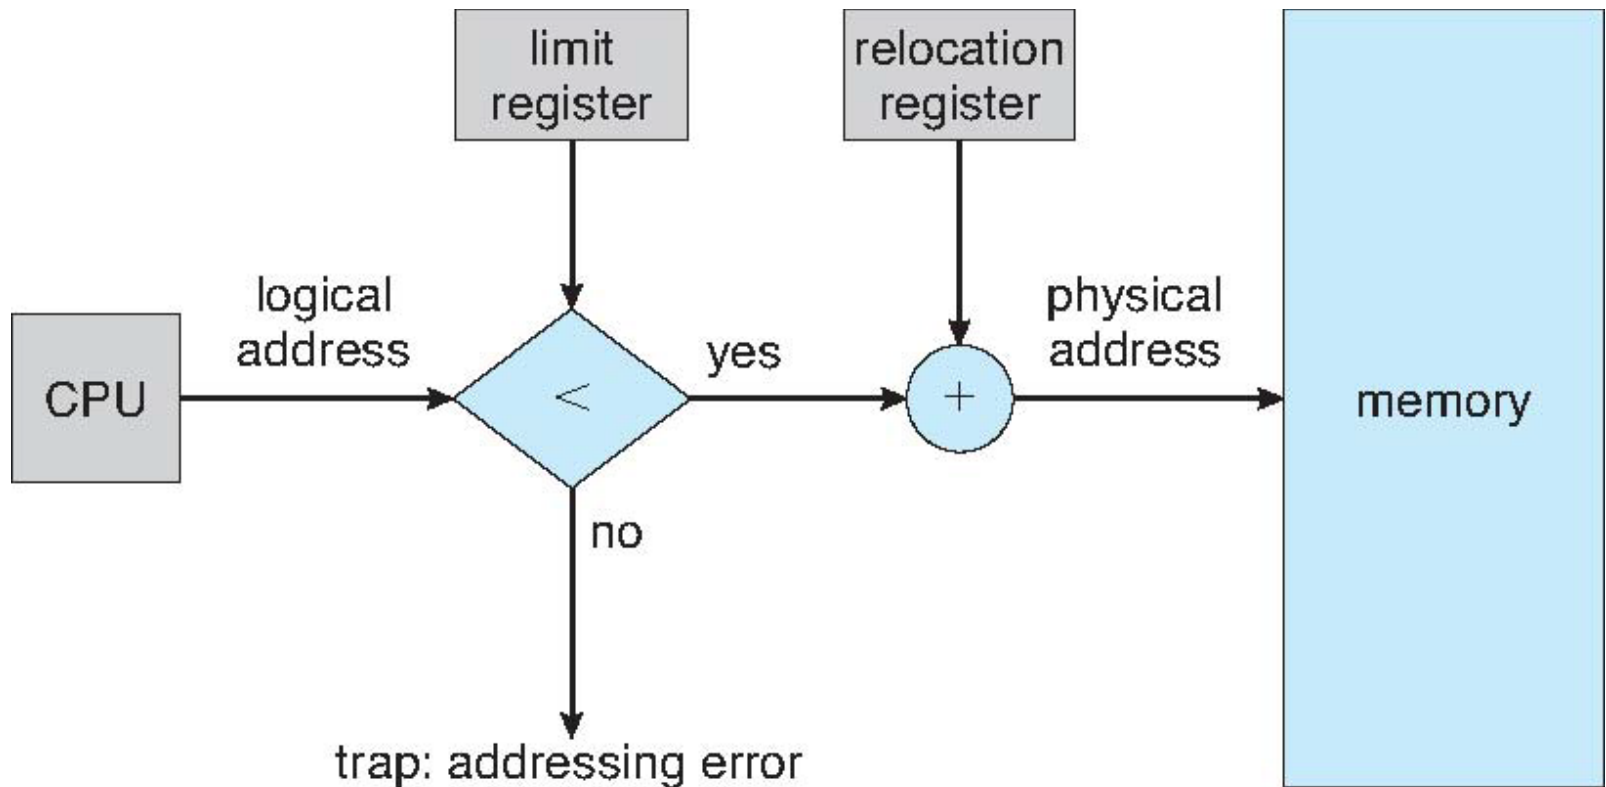 limit
register
relocation
register
logical
address
yes
physical
address
CPU
<
+
memory
no
trap: addressing error